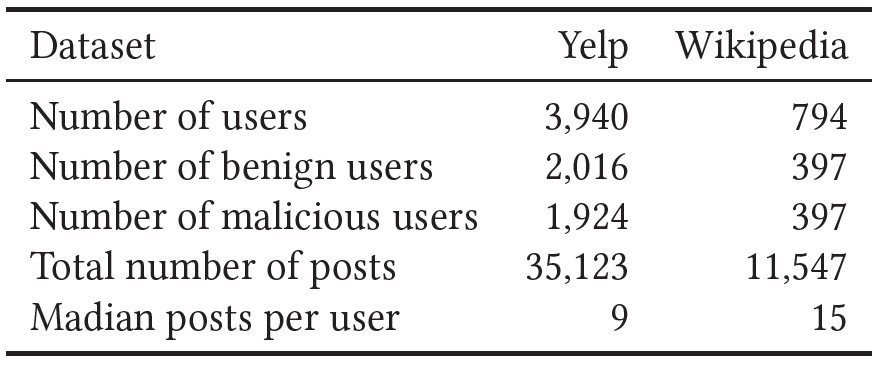 Dataset Yelp Wikipedia
Number of users 3,940 794
Number of benign users 2,016 397
Number of malicious users 1,924 397
Total number of posts 35,123 11,547
Madian posts per user 9 15